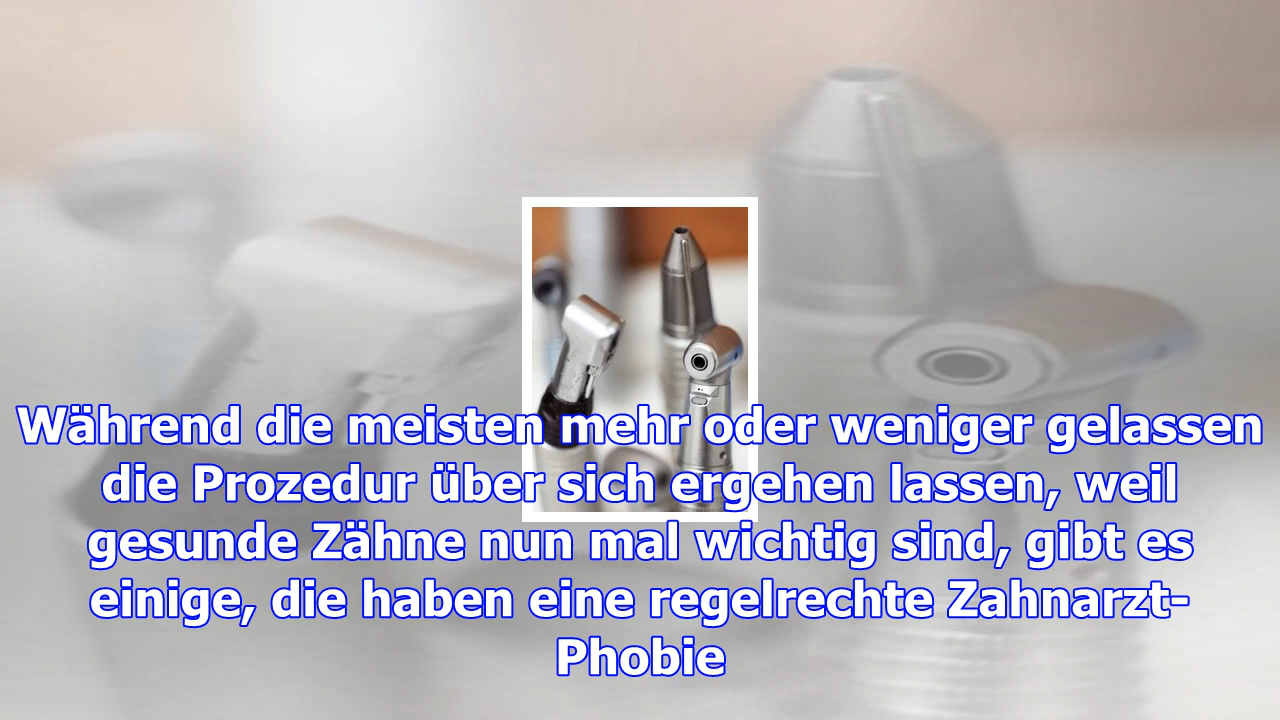 Während die meisten mehr oder weniger gelassen
die Prozedur über sich ergehen lassen, weil
gesunde Zähne nun mal wichtig sind, gibt es
einige, die haben eine regelrechte Zahnarzt-
Phobie